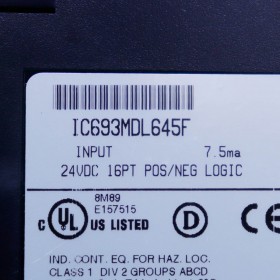 IC693MDL645F
INPUT 7.5ma
24VDC 16PT POS/NEG LOGIC
8M89
E157515
C UL US LISTED
IND. CONT. EQ. FOR HAZ. LOC.
CLASS 1 DIV 2 GROUPS ABCD